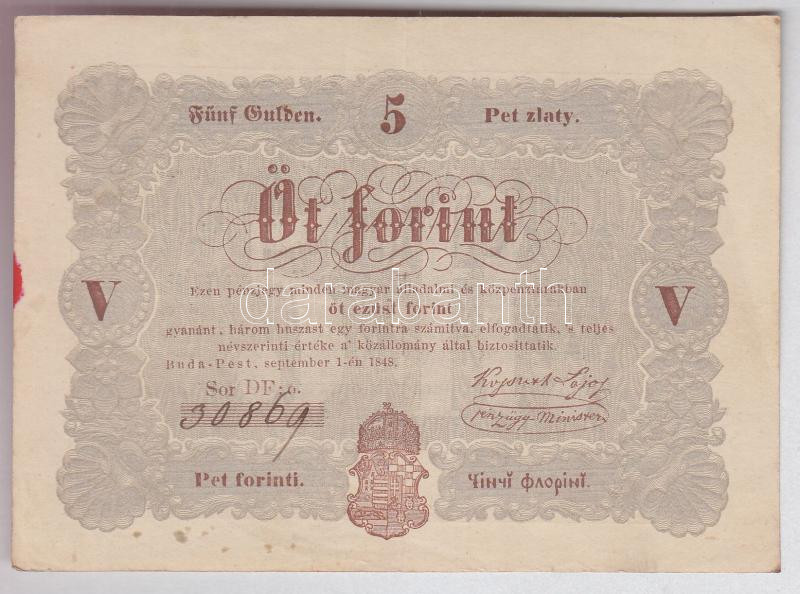 Fünf Gulden. 5 Pet zlaty.
Öt forint
V V
Ezen pénzjegy minden magyar álladalmi és közpénztárakban
öt ezüst forint
gyanánt, három huszast egy forintra számítva, elfogadtatik, 's teljes
névszerinti értéke a' közállomány által biztosittatik.
Buda-Pest, september 1-én 1848.
Sor DF: o.
30869
Kossuth Lajos
pénzügy Minister
Pet forinti. Чінчі флоріні.
darabanth